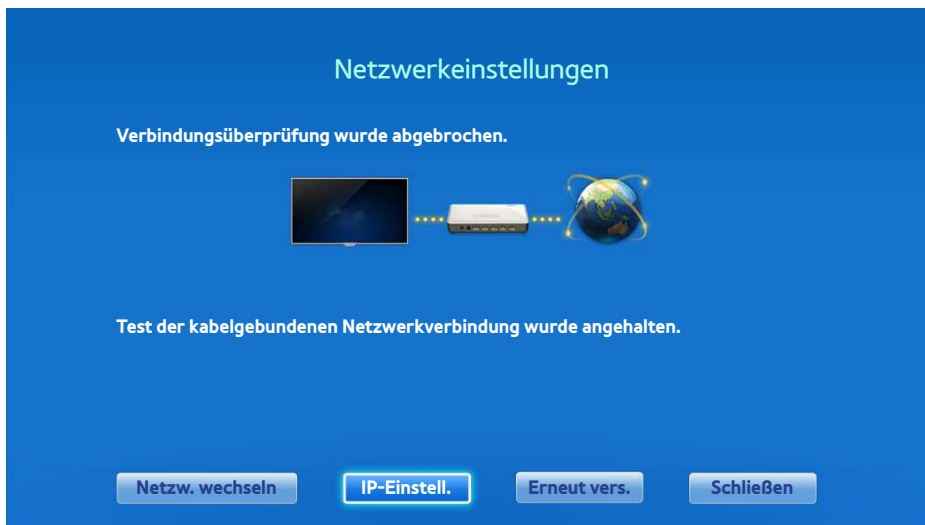 Netzwerkeinstellungen
Verbindungsüberprüfung wurde abgebrochen.
Test der kabelgebundenen Netzwerkverbindung wurde angehalten.
Netzw. wechseln
IP-Einstell.
Erneut vers.
Schließen